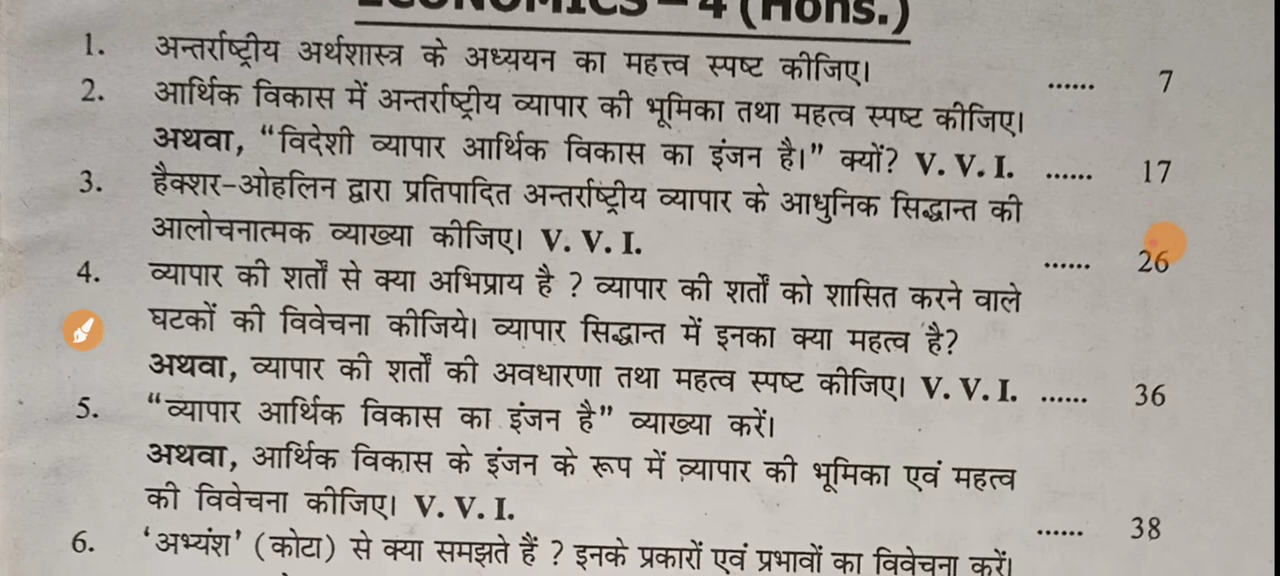 ECONOMICS – 4 (Hons.)
1. अन्तर्राष्ट्रीय अर्थशास्त्र के अध्ययन का महत्त्व स्पष्ट कीजिए। ...... 7
2. आर्थिक विकास में अन्तर्राष्ट्रीय व्यापार की भूमिका तथा महत्व स्पष्ट कीजिए।
अथवा, “विदेशी व्यापार आर्थिक विकास का इंजन है।” क्यों? V. V. I. ...... 17
3. हैक्शर-ओहलिन द्वारा प्रतिपादित अन्तर्राष्ट्रीय व्यापार के आधुनिक सिद्धान्त की
आलोचनात्मक व्याख्या कीजिए। V. V. I. ...... 26
4. व्यापार की शर्तों से क्या अभिप्राय है ? व्यापार की शर्तों को शासित करने वाले
घटकों की विवेचना कीजिये। व्यापार सिद्धान्त में इनका क्या महत्व है?
अथवा, व्यापार की शर्तों की अवधारणा तथा महत्व स्पष्ट कीजिए। V. V. I. ...... 36
5. “व्यापार आर्थिक विकास का इंजन है” व्याख्या करें।
अथवा, आर्थिक विकास के इंजन के रूप में व्यापार की भूमिका एवं महत्व
की विवेचना कीजिए। V. V. I. ...... 38
6. ‘अभ्यंश’ (कोटा) से क्या समझते हैं ? इनके प्रकारों एवं प्रभावों का विवेचना करें।